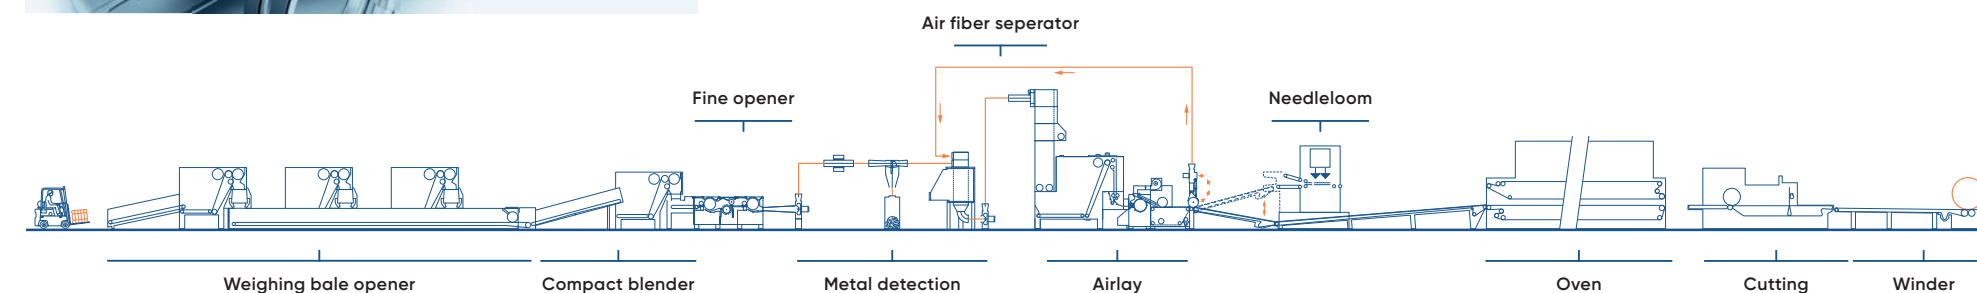 Air fiber seperator
Fine opener
Needleloom
Weighing bale opener
Compact blender
Metal detection
Airlay
Oven
Cutting
Winder